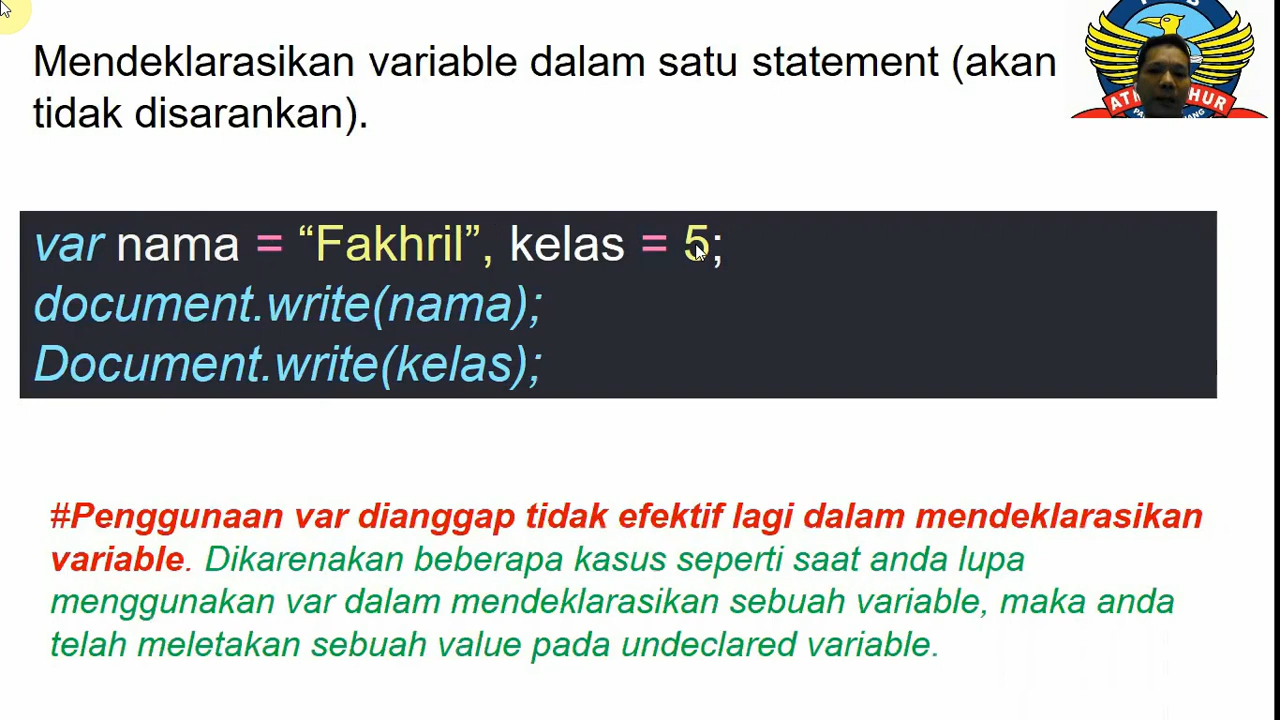 Mendeklarasikan variable dalam satu statement (akan
tidak disarankan).
var nama = “Fakhril”, kelas = 5;
document.write(nama);
Document.write(kelas);
#Penggunaan var dianggap tidak efektif lagi dalam mendeklarasikan
variable. Dikarenakan beberapa kasus seperti saat anda lupa
menggunakan var dalam mendeklarasikan sebuah variable, maka anda
telah meletakan sebuah value pada undeclared variable.